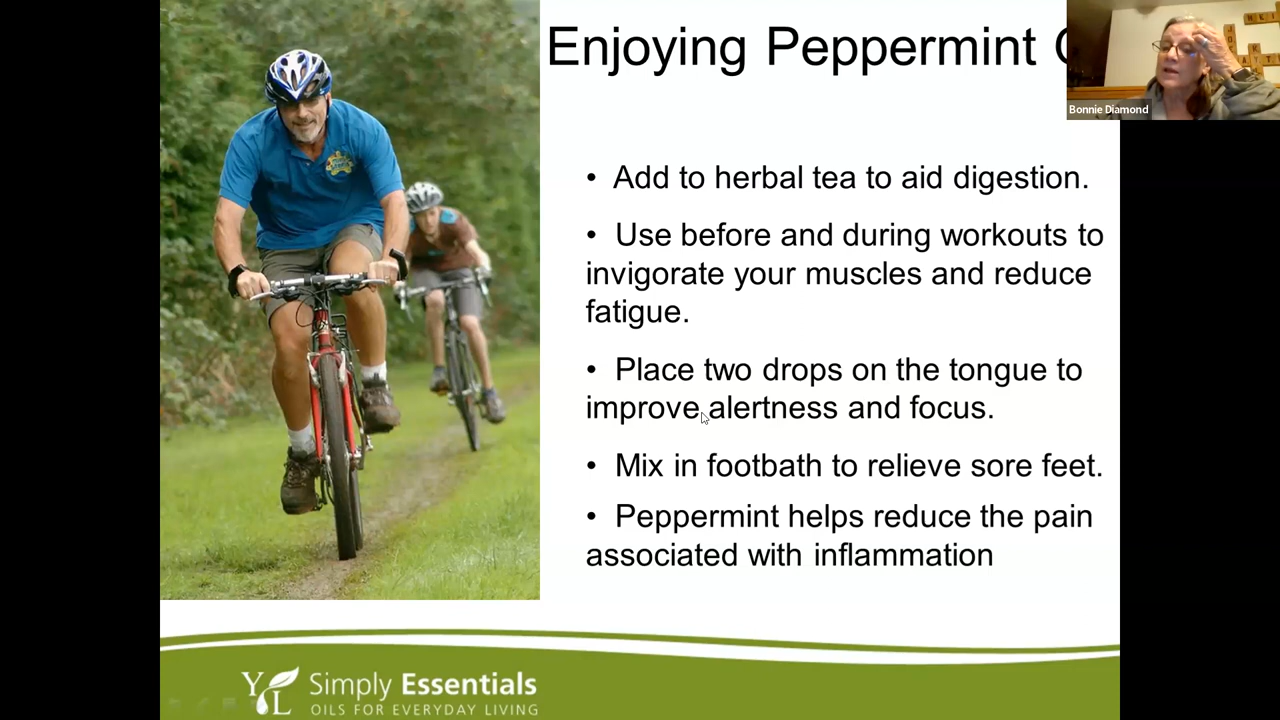 Enjoying Peppermint
Bonnie Diamond
• Add to herbal tea to aid digestion.
• Use before and during workouts to
invigorate your muscles and reduce
fatigue.
• Place two drops on the tongue to
improve alertness and focus.
• Mix in footbath to relieve sore feet.
• Peppermint helps reduce the pain
associated with inflammation
YL Simply Essentials
OILS FOR EVERYDAY LIVING